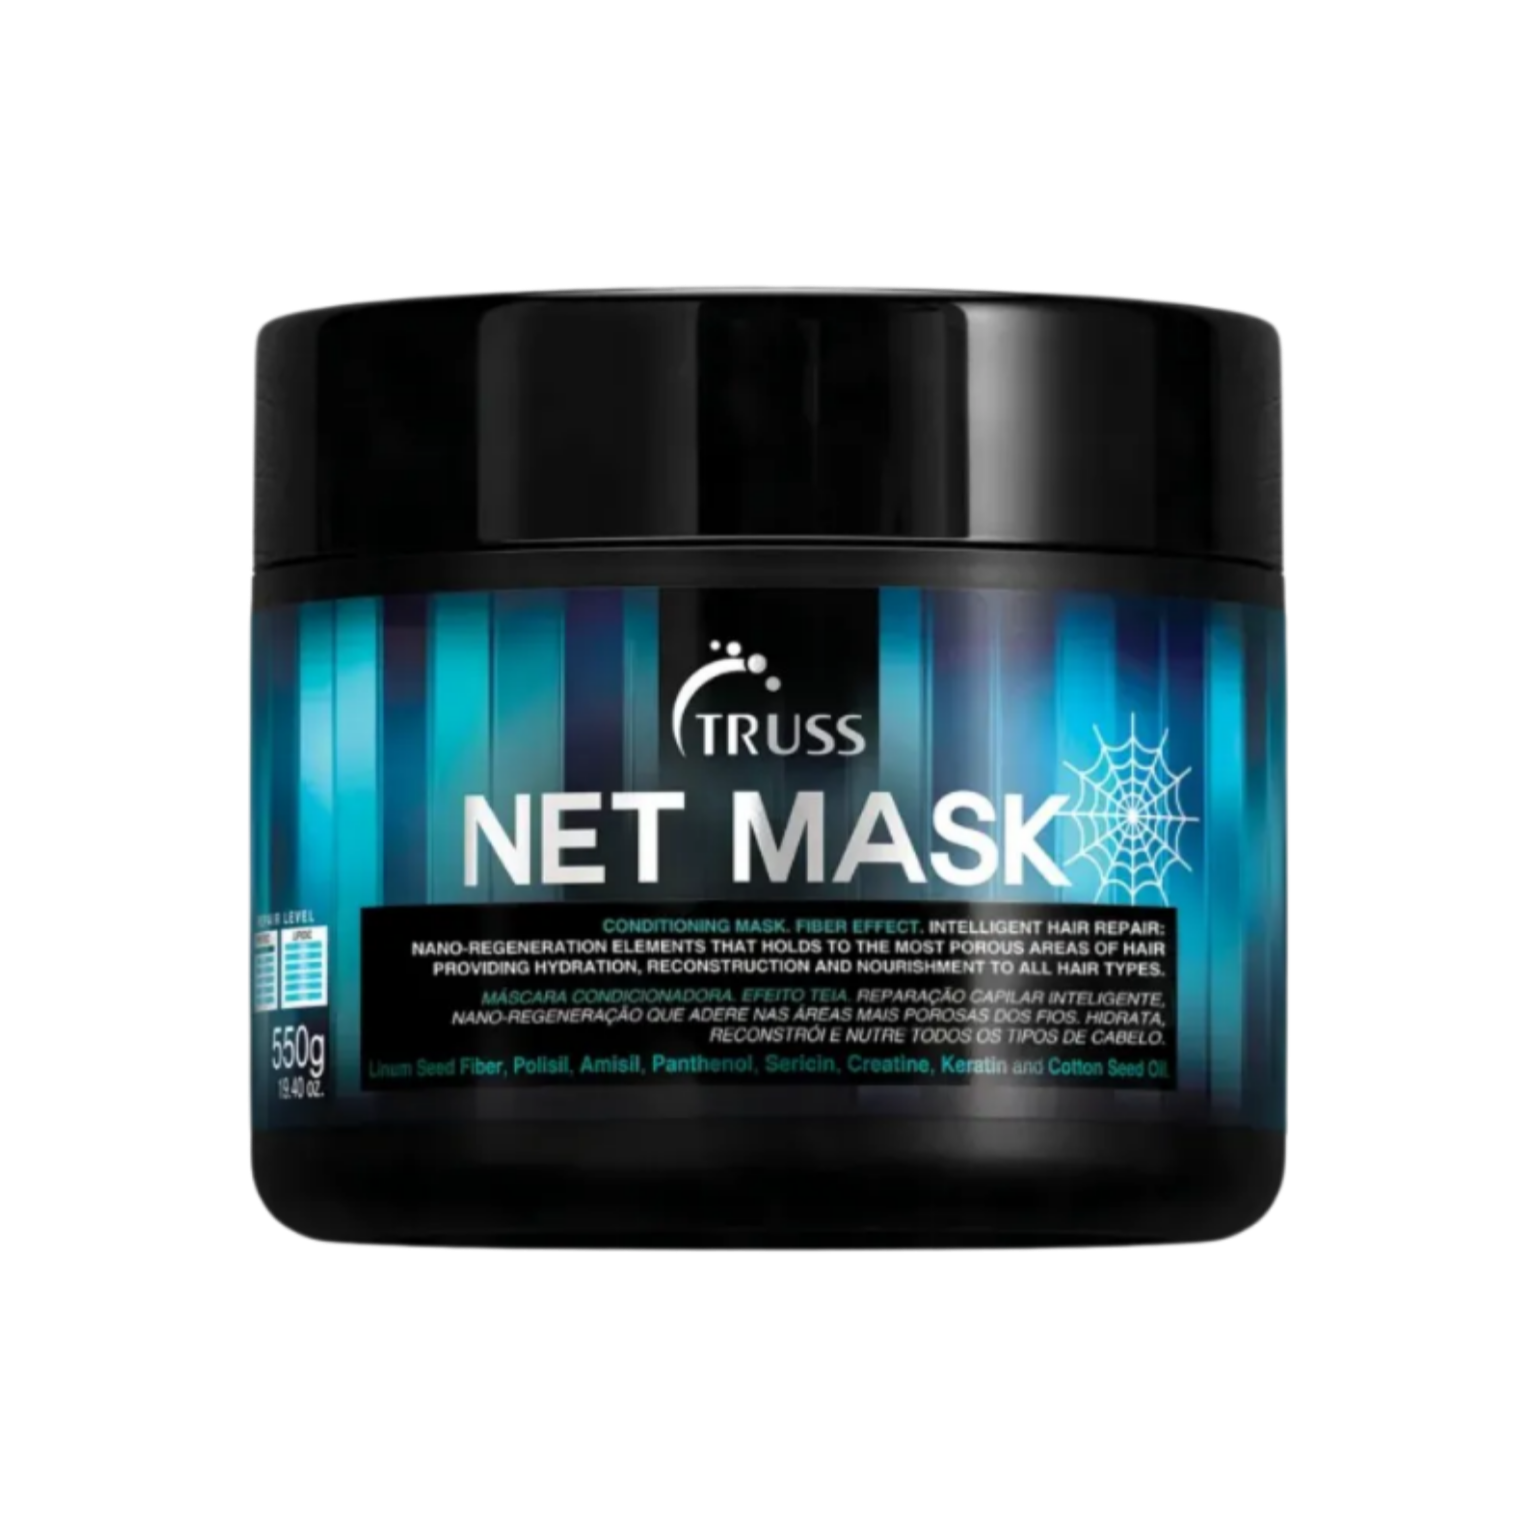 TRUSS
NET MASK
CONDITIONING MASK. FIBER EFFECT. INTELLIGENT HAIR REPAIR:
NANO-REGENERATION ELEMENTS THAT HOLDS TO THE MOST POROUS AREAS OF HAIR
PROVIDING HYDRATION, RECONSTRUCTION AND NOURISHMENT TO ALL HAIR TYPES.
MÁSCARA CONDICIONADORA. EFEITO TEIA. REPARAÇÃO CAPILAR INTELIGENTE,
NANO-REGENERAÇÃO QUE ADERE NAS ÁREAS MAIS POROSAS DOS FIOS. HIDRATA,
RECONSTRÓI E NUTRE TODOS OS TIPOS DE CABELO.
Linum Seed Fiber, Polisil, Amisil, Panthenol, Sericin, Creatine, Keratin and Cotton Seed Oil.
LEVEL
550g
19.40 oz.